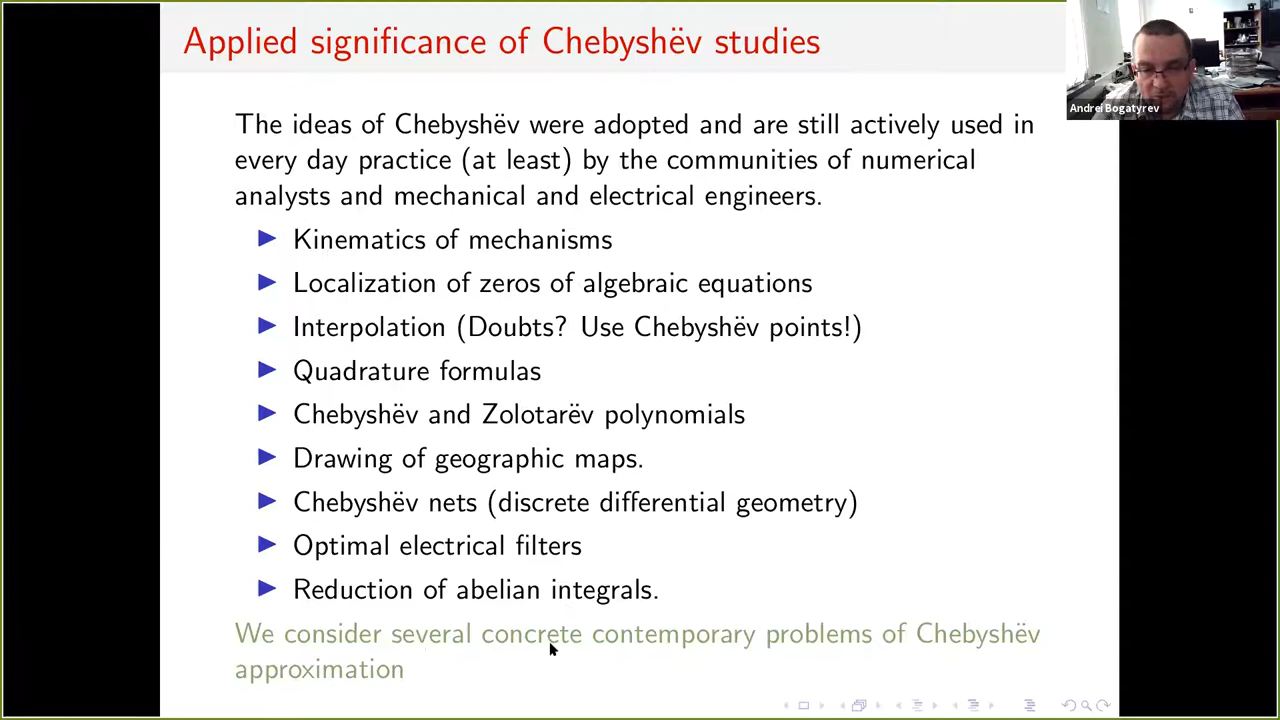 Applied significance of Chebyshëv studies
Andrei Bogatyrev
The ideas of Chebyshëv were adopted and are still actively used in
every day practice (at least) by the communities of numerical
analysts and mechanical and electrical engineers.
Kinematics of mechanisms
Localization of zeros of algebraic equations
Interpolation (Doubts? Use Chebyshëv points!)
Quadrature formulas
Chebyshëv and Zolotarëv polynomials
Drawing of geographic maps.
Chebyshëv nets (discrete differential geometry)
Optimal electrical filters
Reduction of abelian integrals.
We consider several concrete contemporary problems of Chebyshëv
approximation